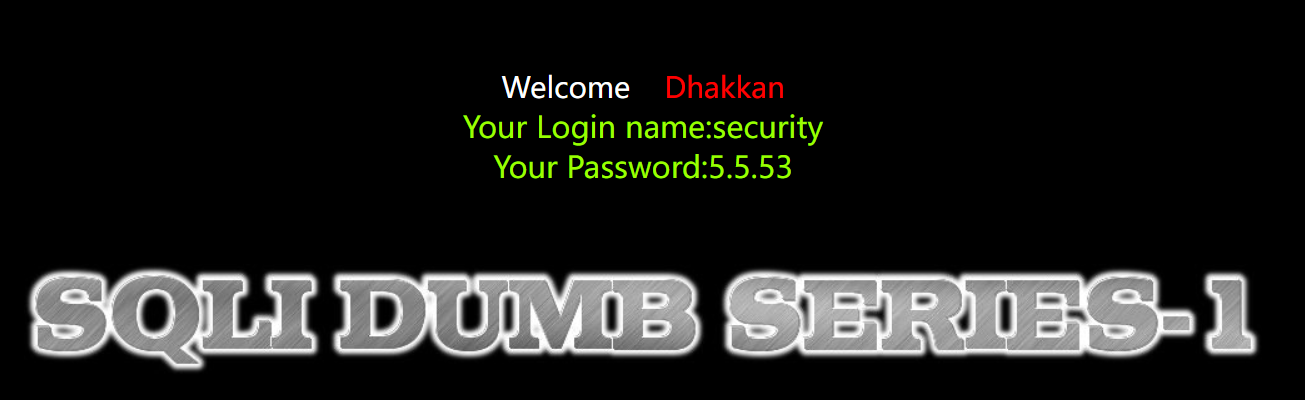 Welcome Dhakkan
Your Login name:security
Your Password:5.5.53
SQLI DUMB SERIES-1